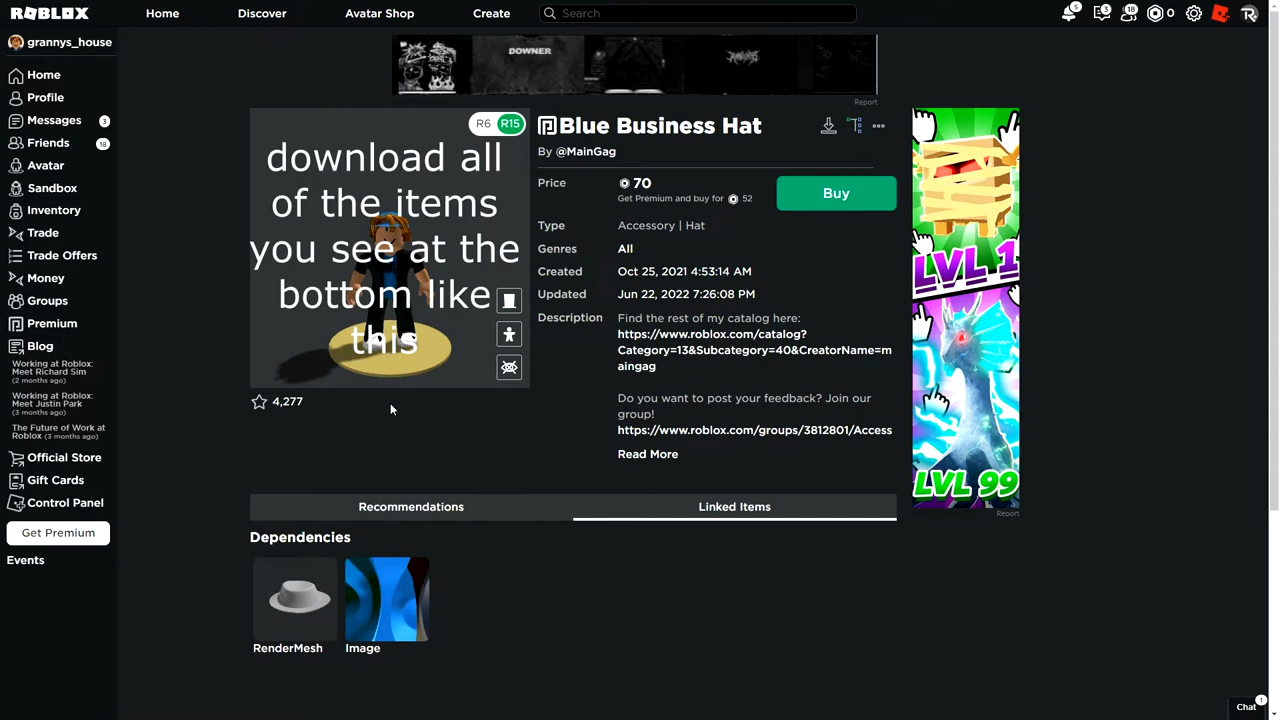 ROBLOX
Home
Discover
Avatar Shop
Create
Search
5
3
18
0
grannys_house
Home
Profile
Messages
3
Friends
18
Avatar
Sandbox
Inventory
Trade
Trade Offers
Money
Groups
Premium
Blog
Working at Roblox:
Meet Richard Sim
(2 months ago)
Working at Roblox:
Meet Justin Park
(3 months ago)
The Future of Work at
Roblox (3 months ago)
Official Store
Gift Cards
Control Panel
Get Premium
Events
DOWNER
Report
R6 R15
download all
of the items
you see at the
bottom like
this
4,277
Blue Business Hat
By @MainGag
Price
70
Get Premium and buy for 52
Buy
Type
Accessory | Hat
Genres
All
Created
Oct 25, 2021 4:53:14 AM
Updated
Jun 22, 2022 7:26:08 PM
Description
Find the rest of my catalog here:
https://www.roblox.com/catalog?
Category=13&Subcategory=40&CreatorName=m
aingag
Do you want to post your feedback? Join our
group!
https://www.roblox.com/groups/3812801/Access
Read More
Recommendations
Linked Items
Dependencies
RenderMesh
Image
LVL 1
LVL 99
Report
Chat
1